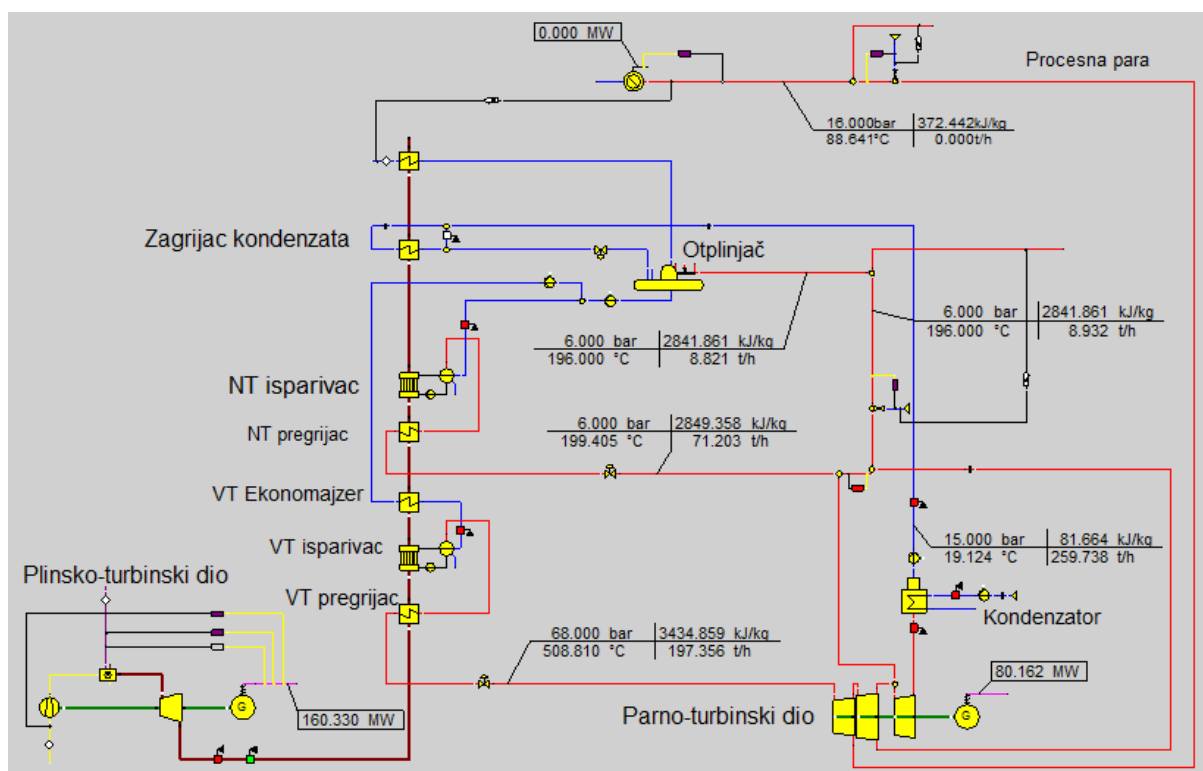 0.000 MW
Procesna para
16.000bar 372.442kJ/kg
88.641°C 0.000t/h
Zagrijac kondenzata
Otplinjač
6.000 bar 2841.861 kJ/kg
196.000 °C 8.932 t/h
6.000 bar 2841.861 kJ/kg
196.000 °C 8.821 t/h
NT isparivac
NT pregrijac
6.000 bar 2849.358 kJ/kg
199.405 °C 71.203 t/h
VT Ekonomajzer
VT isparivac
15.000 bar 81.664 kJ/kg
19.124 °C 259.738 t/h
Plinsko-turbinski dio
VT pregrijac
Kondenzator
68.000 bar 3434.859 kJ/kg
508.810 °C 197.356 t/h
80.162 MW
G
160.330 MW
Parno-turbinski dio
G